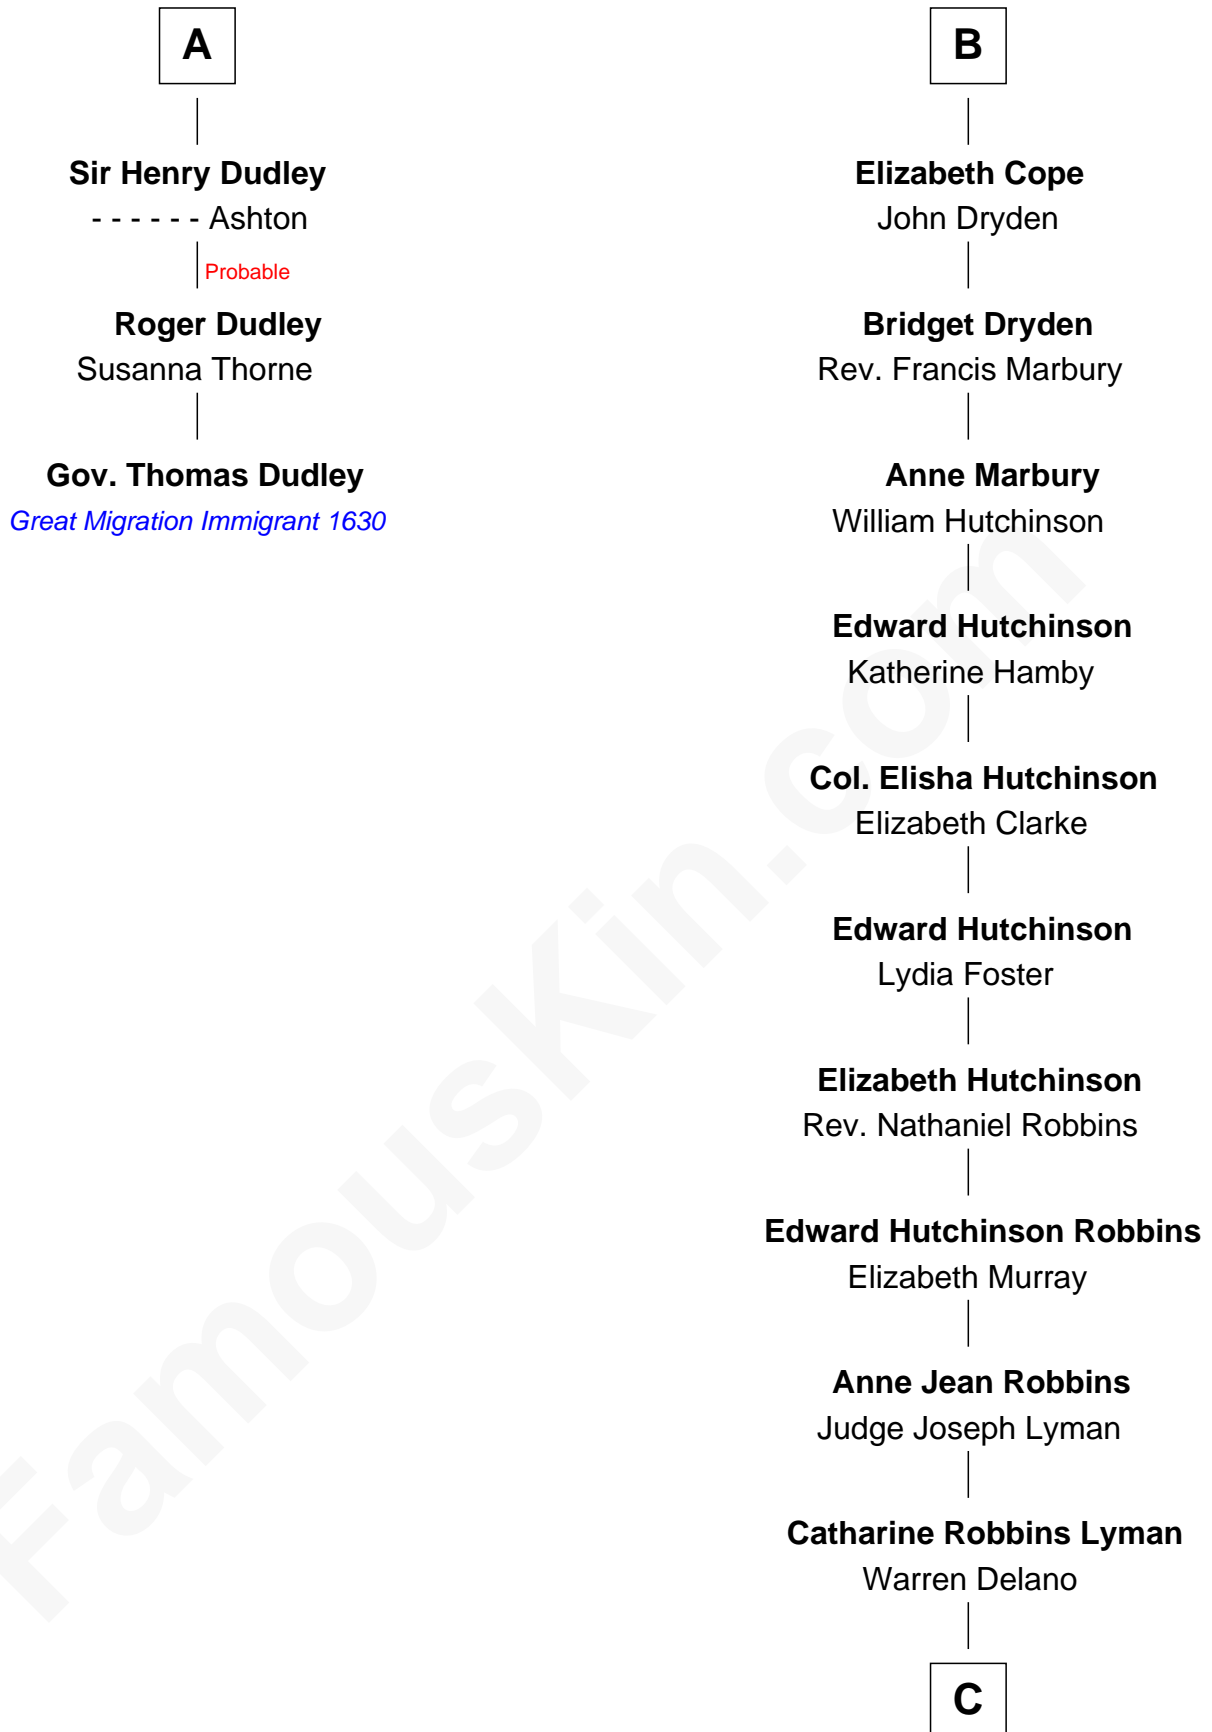 A
Sir Henry Dudley
- - - - - - Ashton
Probable
Roger Dudley
Susanna Thorne
Gov. Thomas Dudley
Great Migration Immigrant 1630
B
Elizabeth Cope
John Dryden
Bridget Dryden
Rev. Francis Marbury
Anne Marbury
William Hutchinson
Edward Hutchinson
Katherine Hamby
Col. Elisha Hutchinson
Elizabeth Clarke
Edward Hutchinson
Lydia Foster
Elizabeth Hutchinson
Rev. Nathaniel Robbins
Edward Hutchinson Robbins
Elizabeth Murray
Anne Jean Robbins
Judge Joseph Lyman
Catharine Robbins Lyman
Warren Delano
C
FamousKin.com